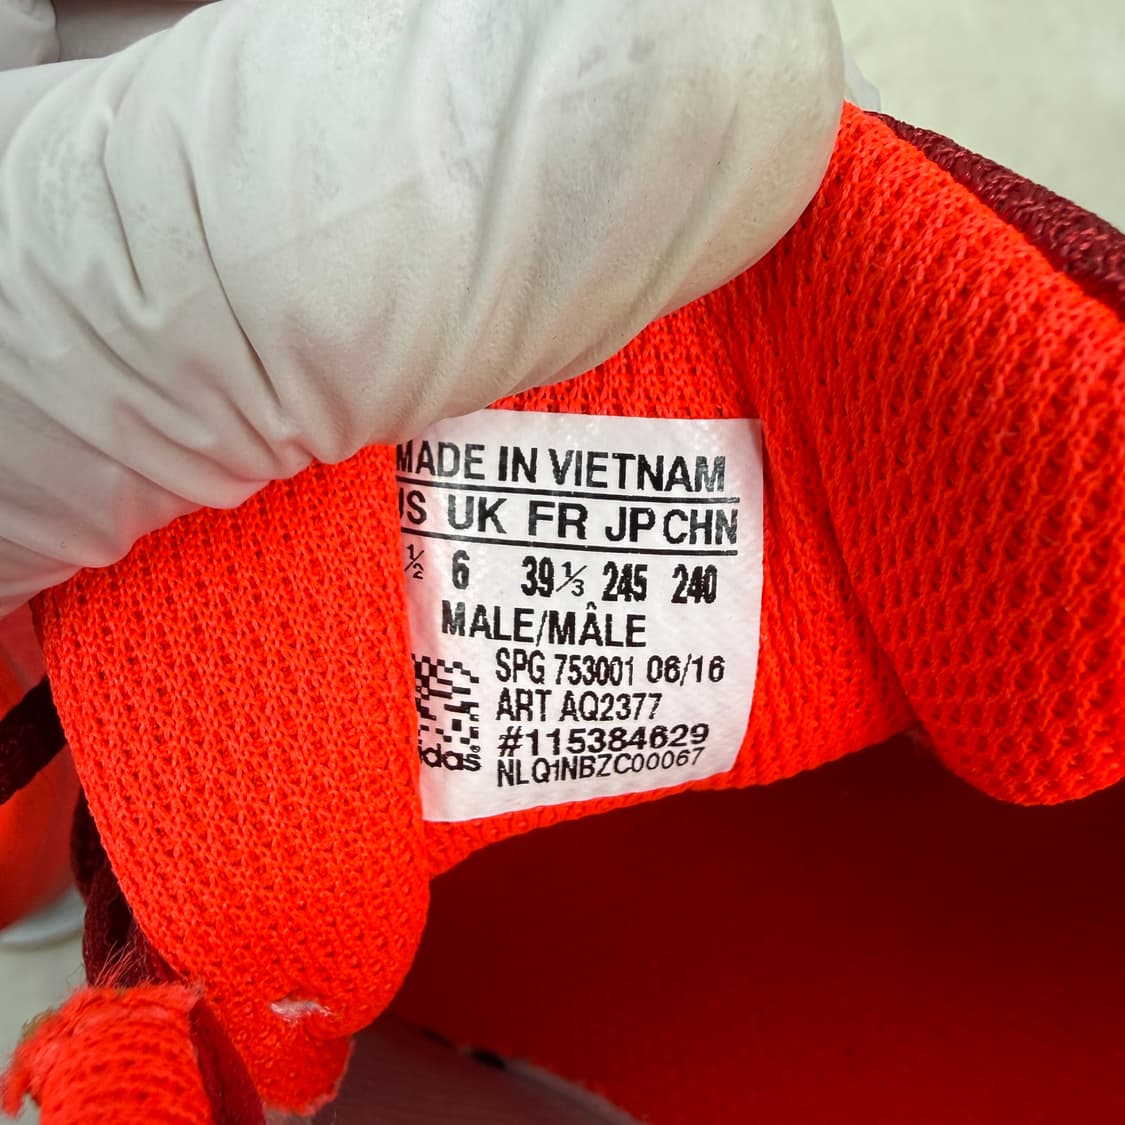 MADE IN VIETNAM
US UK FR JP CHN
½ 6 39⅓ 245 240
MALE/MÂLE
SPG 753001 06/16
ART AQ2377
#115384629
adidas®
NLQ1NBZC00067